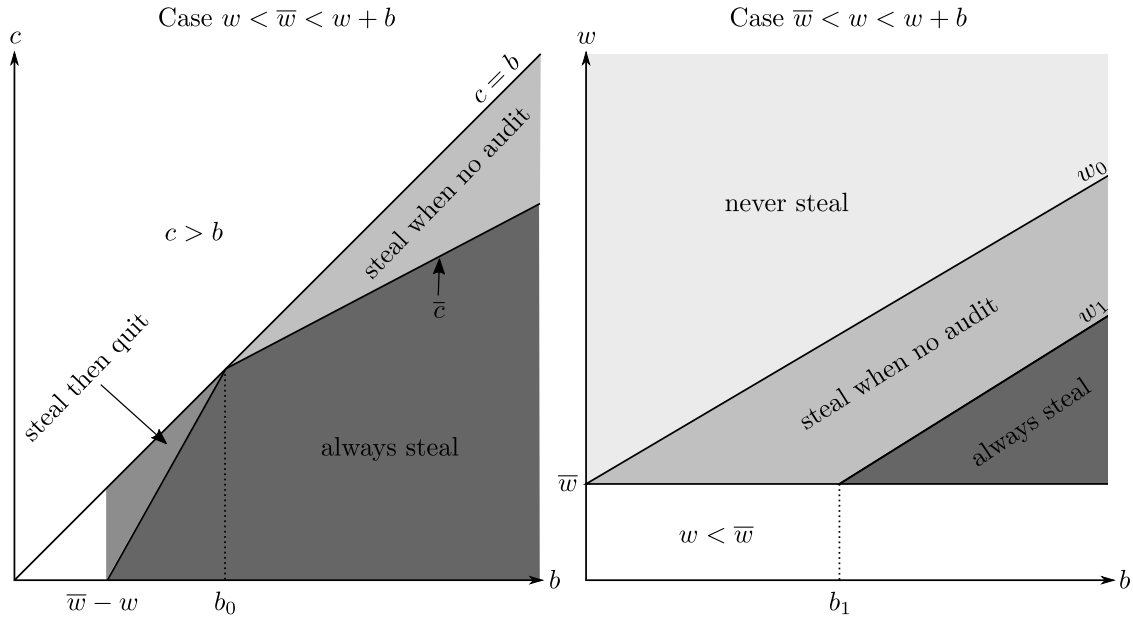 Case w < w̅ < w + b
c
c = b
steal when no audit
c > b
c̅
steal then quit
always steal
b
w̅ − w
b₀
Case w̅ < w < w + b
w
w₀
never steal
w₁
steal when no audit
always steal
w̅
w < w̅
b
b₁